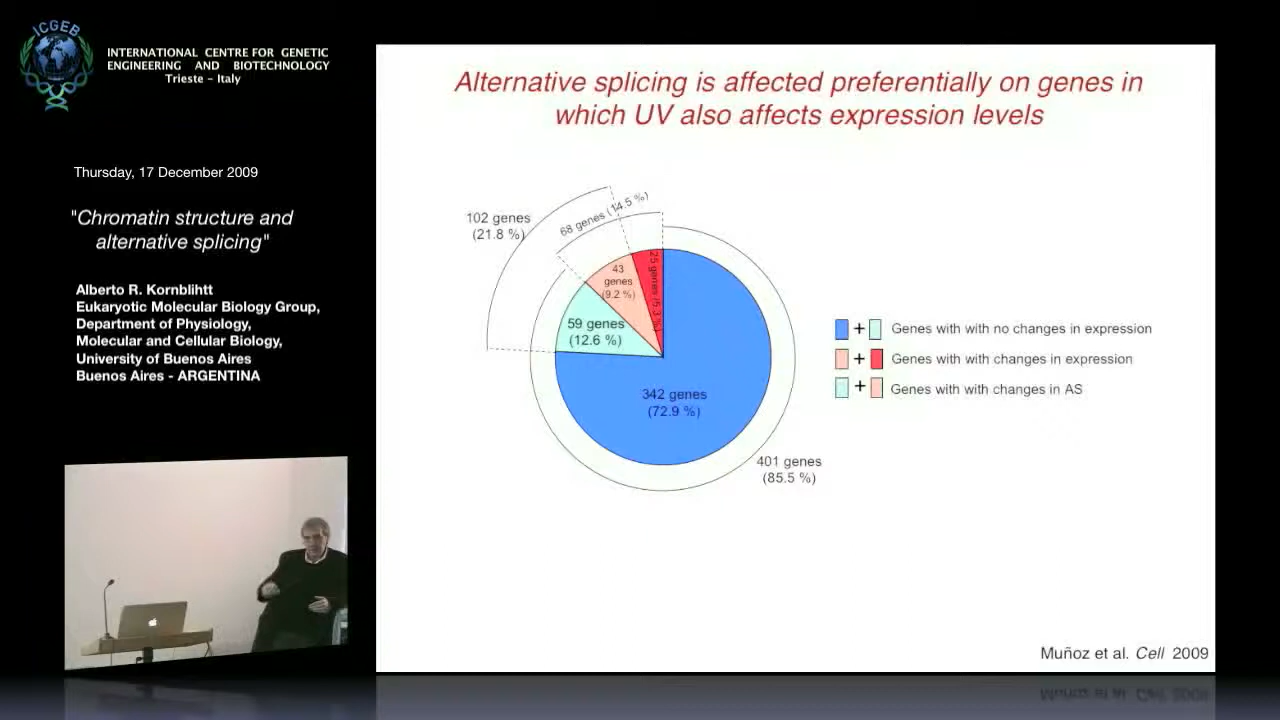 ICGEB
INTERNATIONAL CENTRE FOR GENETIC
ENGINEERING AND BIOTECHNOLOGY
Trieste - Italy
Thursday, 17 December 2009
"Chromatin structure and
alternative splicing"
Alberto R. Kornblihtt
Eukaryotic Molecular Biology Group,
Department of Physiology,
Molecular and Cellular Biology,
University of Buenos Aires
Buenos Aires - ARGENTINA
Alternative splicing is affected preferentially on genes in
which UV also affects expression levels
102 genes
(21.8 %)
68 genes (14.5 %)
43
genes
(9.2 %)
25 genes (5.3 %)
59 genes
(12.6 %)
342 genes
(72.9 %)
401 genes
(85.5 %)
+ Genes with with no changes in expression
+ Genes with with changes in expression
+ Genes with with changes in AS
Muñoz et al. Cell 2009